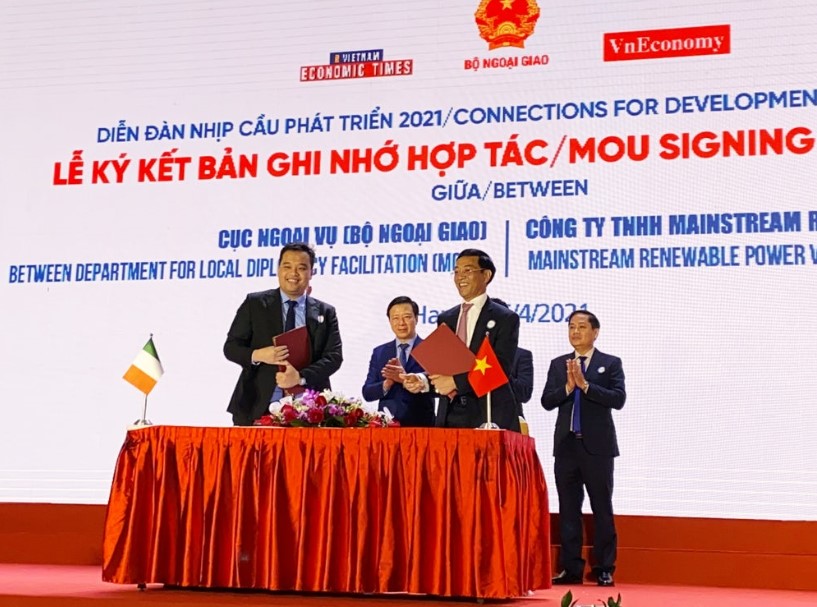 VIETNAM
ECONOMIC TIMES
BỘ NGOẠI GIAO
VnEconomy
DIỄN ĐÀN NHỊP CẦU PHÁT TRIỂN 2021/CONNECTIONS FOR DEVELOPMEN
LỄ KÝ KẾT BẢN GHI NHỚ HỢP TÁC/MOU SIGNING
GIỮA/BETWEEN
CỤC NGOẠI VỤ (BỘ NGOẠI GIAO)
BETWEEN DEPARTMENT FOR LOCAL DIPL Y FACILITATION (M
CÔNG TY TNHH MAINSTREAM R
MAINSTREAM RENEWABLE POWER V
Ha /4/2021